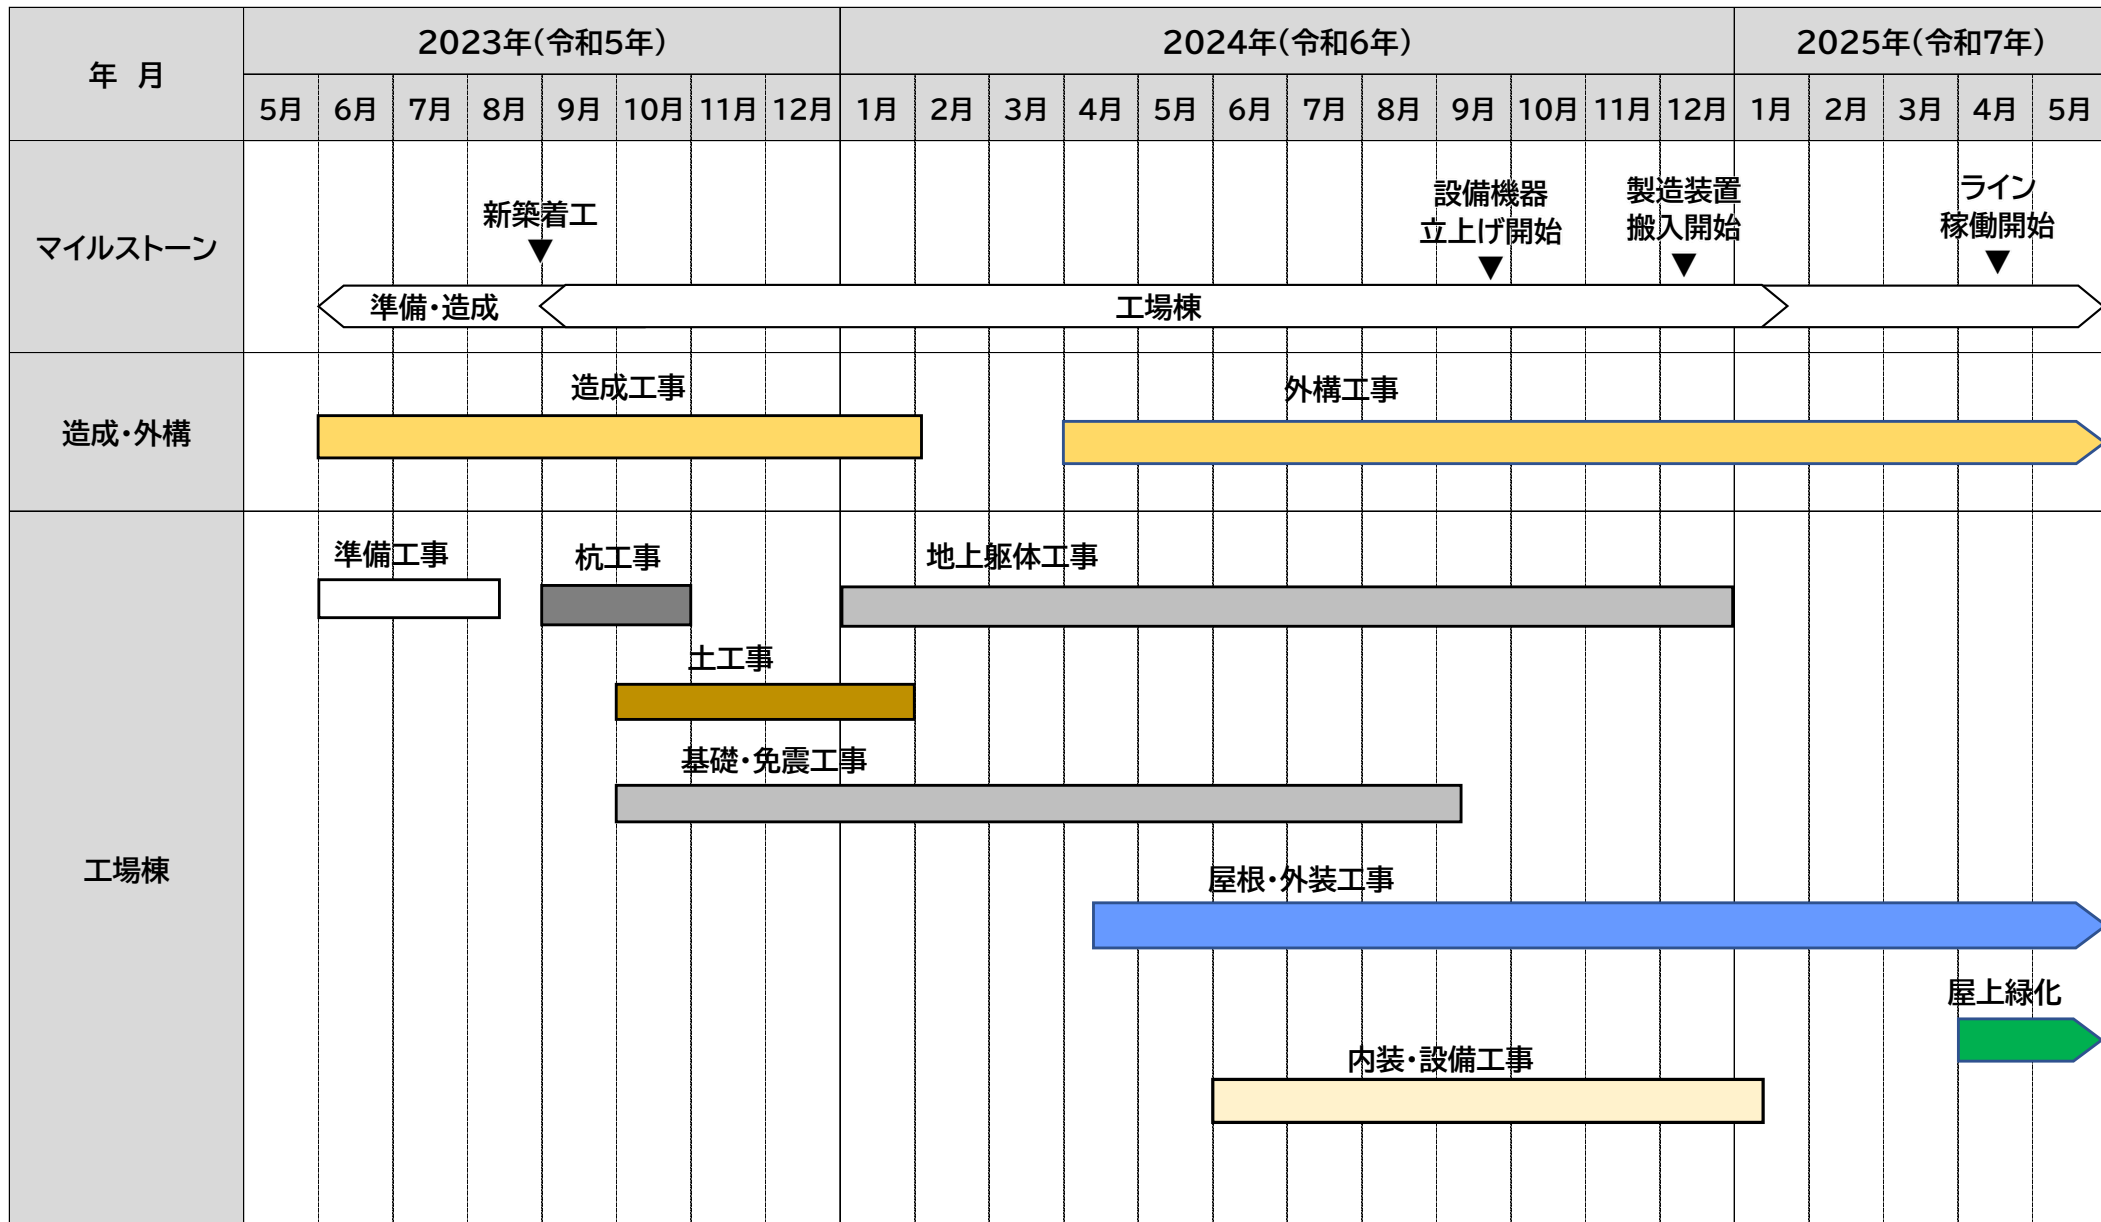 年 月
2023年(令和5年)
2024年(令和6年)
2025年(令和7年)
5月 6月 7月 8月 9月 10月 11月 12月 1月 2月 3月 4月 5月 6月 7月 8月 9月 10月 11月 12月 1月 2月 3月 4月 5月
マイルストーン
新築着工
▼
設備機器
立上げ開始
▼
製造装置
搬入開始
▼
ライン
稼働開始
▼
準備・造成
工場棟
造成・外構
造成工事
外構工事
工場棟
準備工事
杭工事
地上躯体工事
土工事
基礎・免震工事
屋根・外装工事
屋上緑化
内装・設備工事